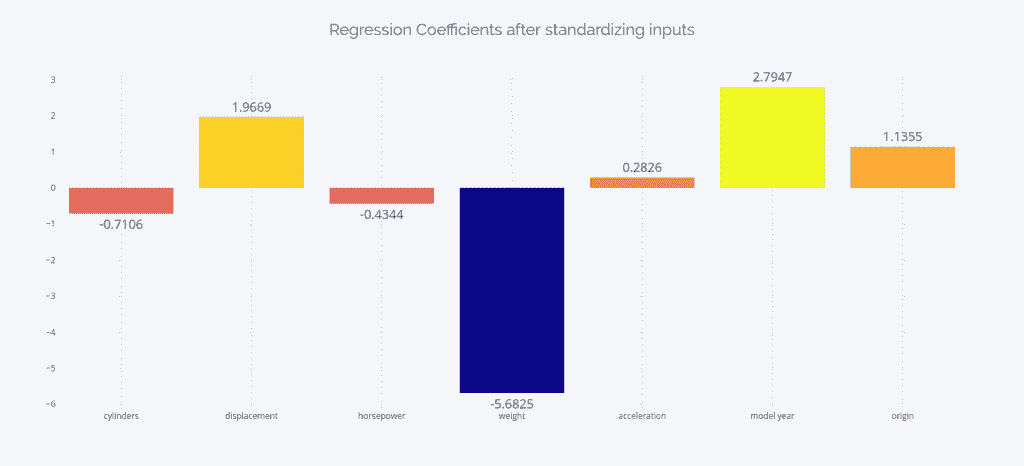 Regression Coefficients after standardizing inputs
3
2
1
0
−1
−2
−3
−4
−5
−6
-0.7106
1.9669
-0.4344
-5.6825
0.2826
2.7947
1.1355
cylinders
displacement
horsepower
weight
acceleration
model year
origin